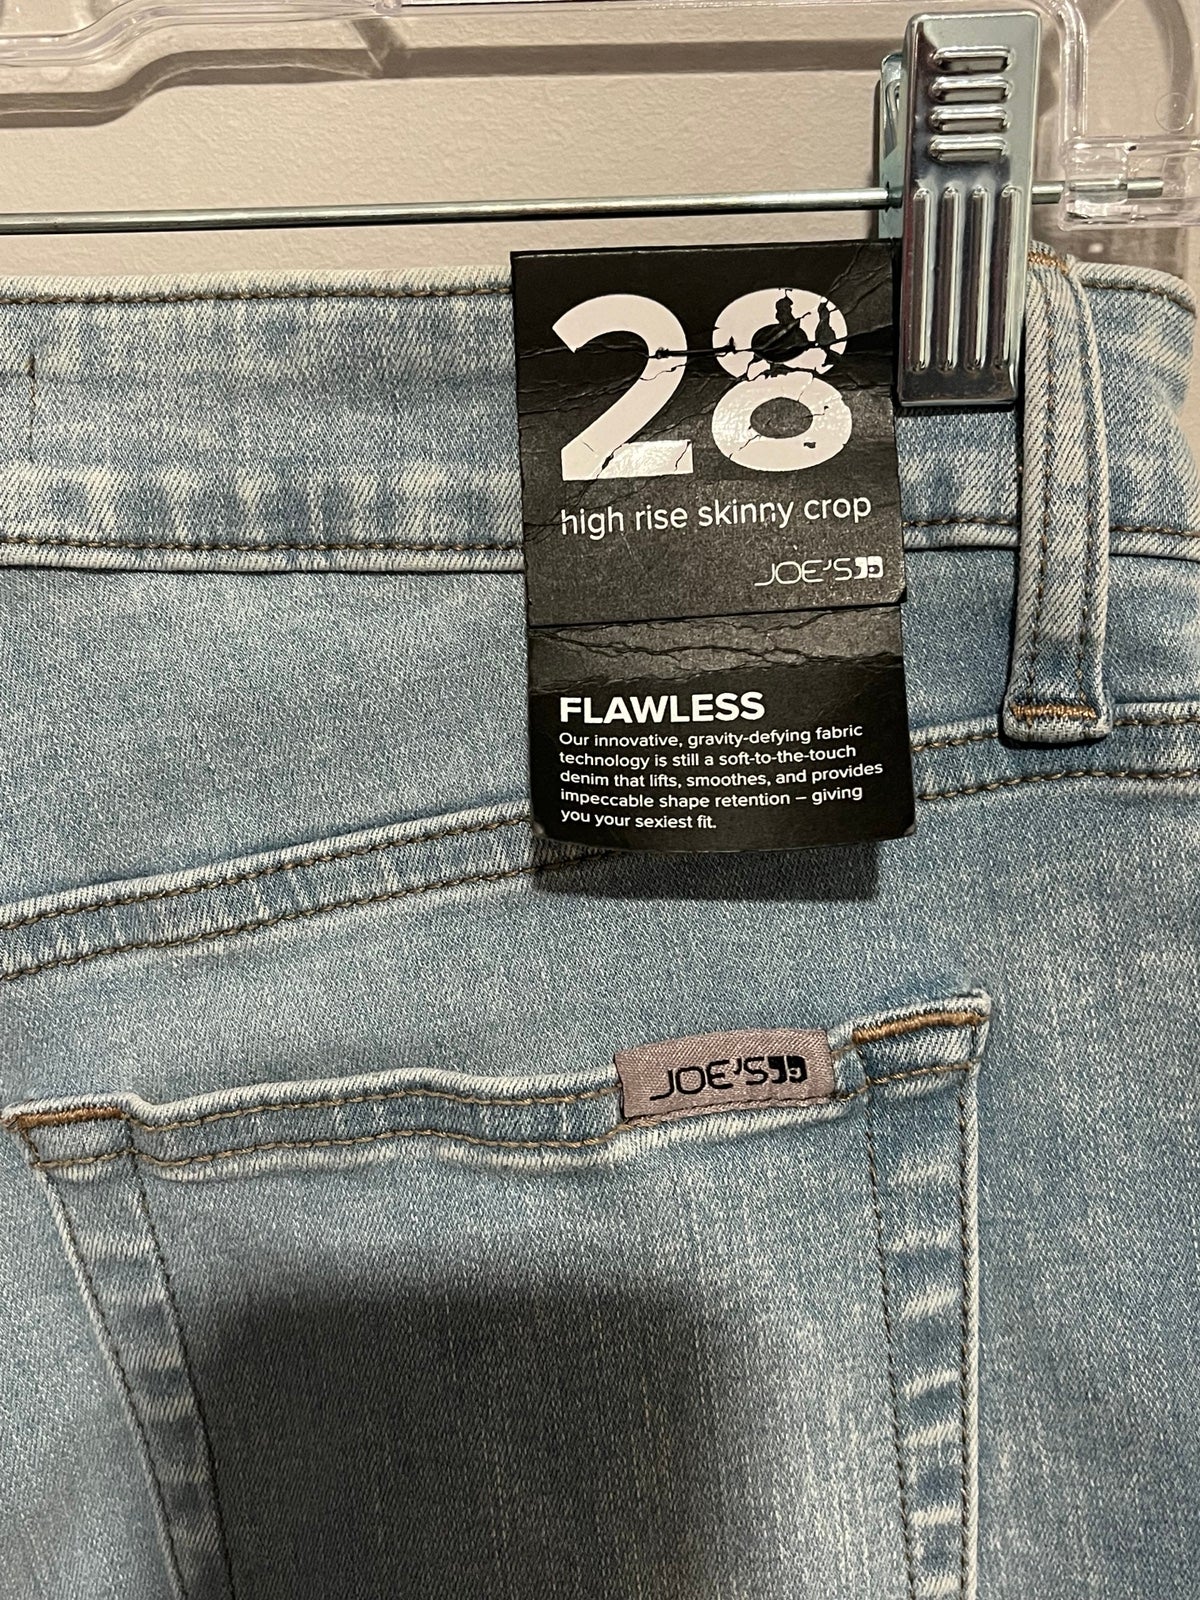 28
high rise skinny crop
JOE'S
FLAWLESS
Our innovative, gravity-defying fabric
technology is still a soft-to-the-touch
denim that lifts, smoothes, and provides
impeccable shape retention – giving
you your sexiest fit.
JOE'S